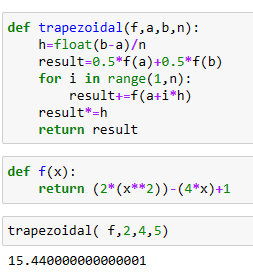 def trapezoidal(f,a,b,n):
    h=float(b-a)/n
    result=0.5*f(a)+0.5*f(b)
    for i in range(1,n):
        result+=f(a+i*h)
    result*=h
    return result
def f(x):
    return (2*(x**2))-(4*x)+1
trapezoidal( f,2,4,5)
15.440000000000001